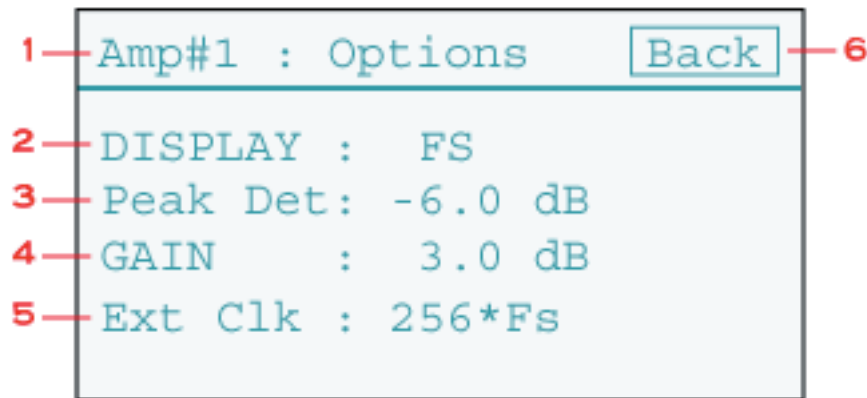 1 Amp#1 : Options Back 6
2 DISPLAY : FS
3 Peak Det: -6.0 dB
4 GAIN : 3.0 dB
5 Ext Clk : 256*Fs